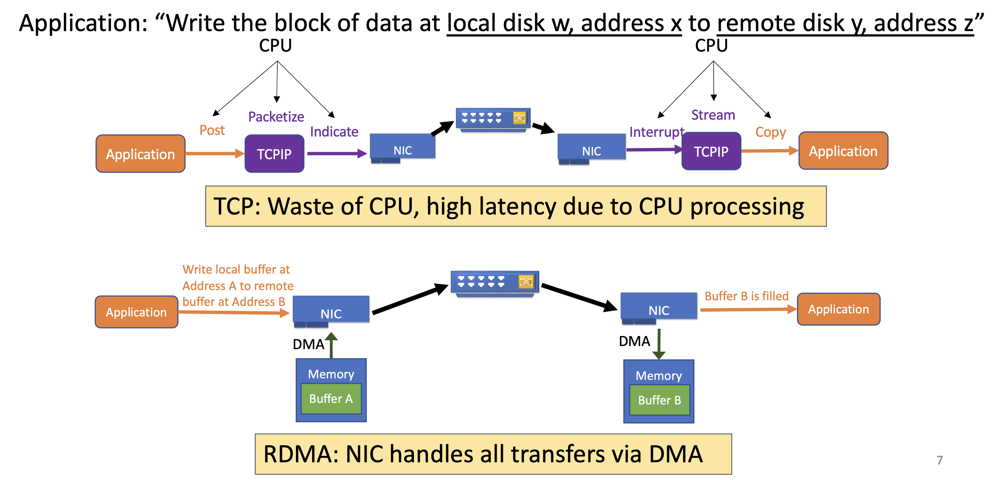 Application: “Write the block of data at local disk w, address x to remote disk y, address z”
CPU
CPU
Post
Packetize
Indicate
Interrupt
Stream
Copy
Application
TCPIP
NIC
NIC
TCPIP
Application
TCP: Waste of CPU, high latency due to CPU processing
Write local buffer at
Address A to remote
buffer at Address B
Application
NIC
NIC
Buffer B is filled
Application
DMA
DMA
Memory
Buffer A
Memory
Buffer B
RDMA: NIC handles all transfers via DMA
7